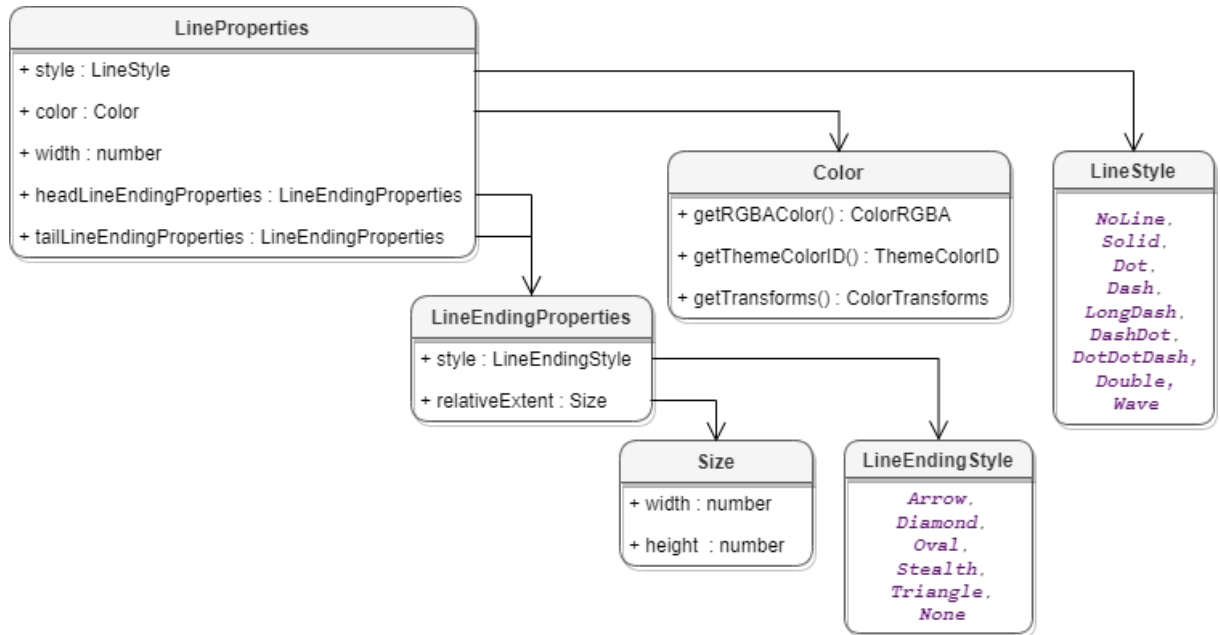 LineProperties
+ style : LineStyle
+ color : Color
+ width : number
+ headLineEndingProperties : LineEndingProperties
+ tailLineEndingProperties : LineEndingProperties
Color
+ getRGBAColor() : ColorRGBA
+ getThemeColorID() : ThemeColorID
+ getTransforms() : ColorTransforms
LineStyle
NoLine,
Solid,
Dot,
Dash,
LongDash,
DashDot,
DotDotDash,
Double,
Wave
LineEndingProperties
+ style : LineEndingStyle
+ relativeExtent : Size
Size
+ width : number
+ height : number
LineEndingStyle
Arrow,
Diamond,
Oval,
Stealth,
Triangle,
None